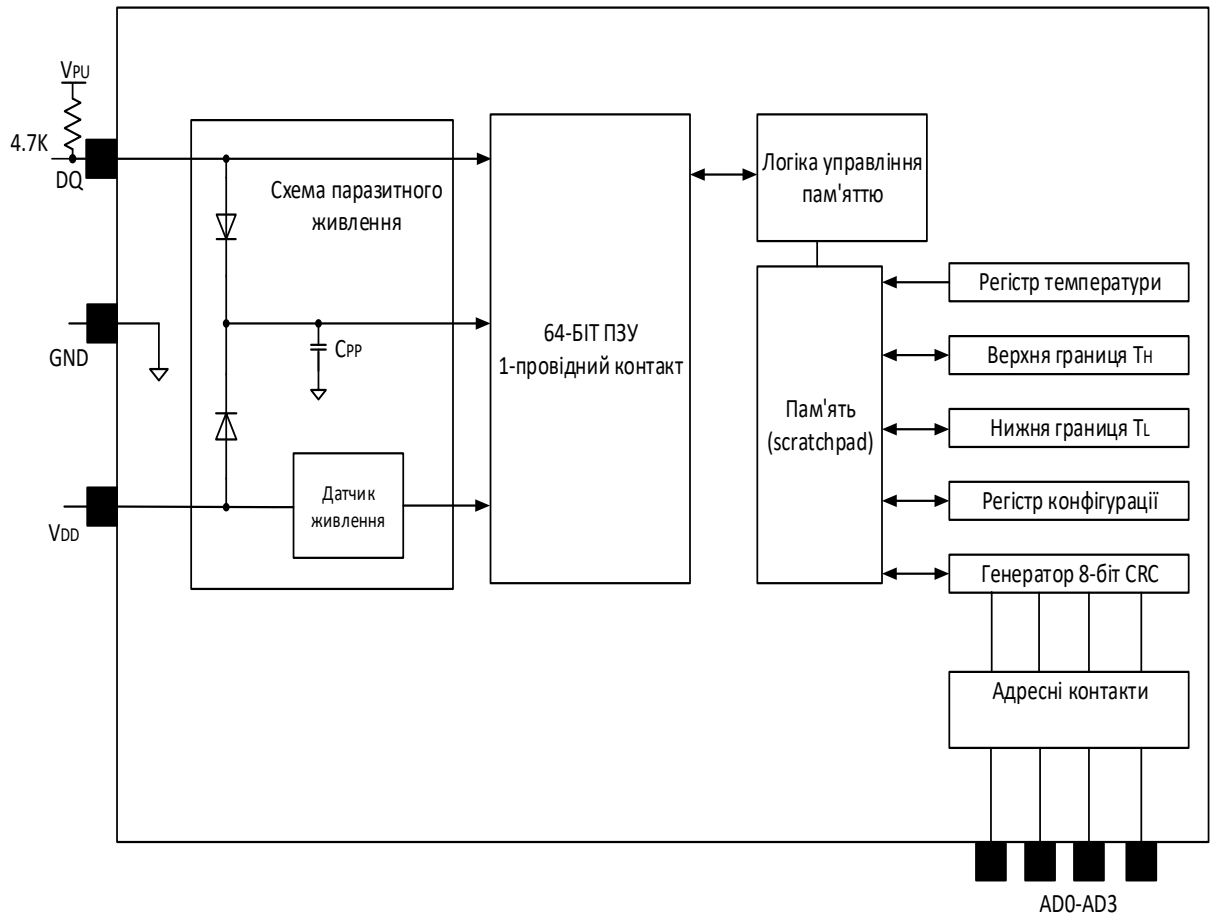 VPU
4.7K
DQ
GND
VDD
Схема паразитного
живлення
CPP
Датчик
живлення
64-БІТ ПЗУ
1-провідний контакт
Логіка управління
пам'яттю
Пам'ять
(scratchpad)
Регістр температури
Верхня границя TH
Нижня границя TL
Регістр конфігурації
Генератор 8-біт CRC
Адресні контакти
AD0-AD3